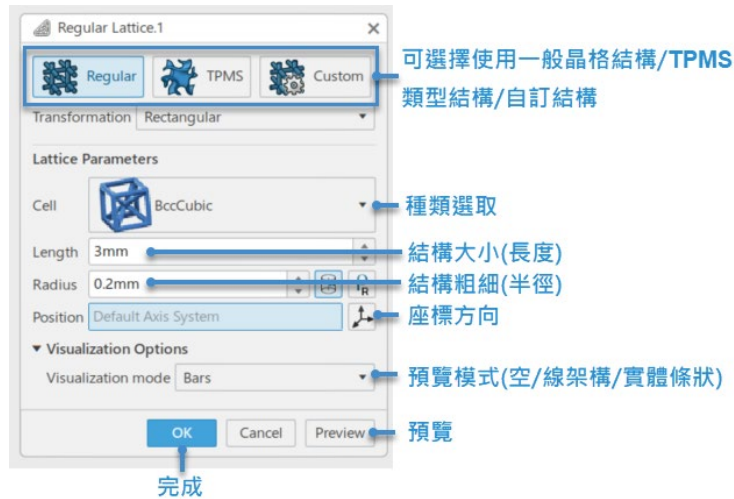 Regular Lattice.1
Regular TPMS Custom
可選擇使用一般晶格結構/TPMS
類型結構/自訂結構
Transformation Rectangular
Lattice Parameters
Cell BccCubic
種類選取
Length 3mm
結構大小(長度)
Radius 0.2mm
R
結構粗細(半徑)
Position Default Axis System
座標方向
Visualization Options
Visualization mode Bars
預覽模式(空/線架構/實體條狀)
OK Cancel Preview
預覽
完成